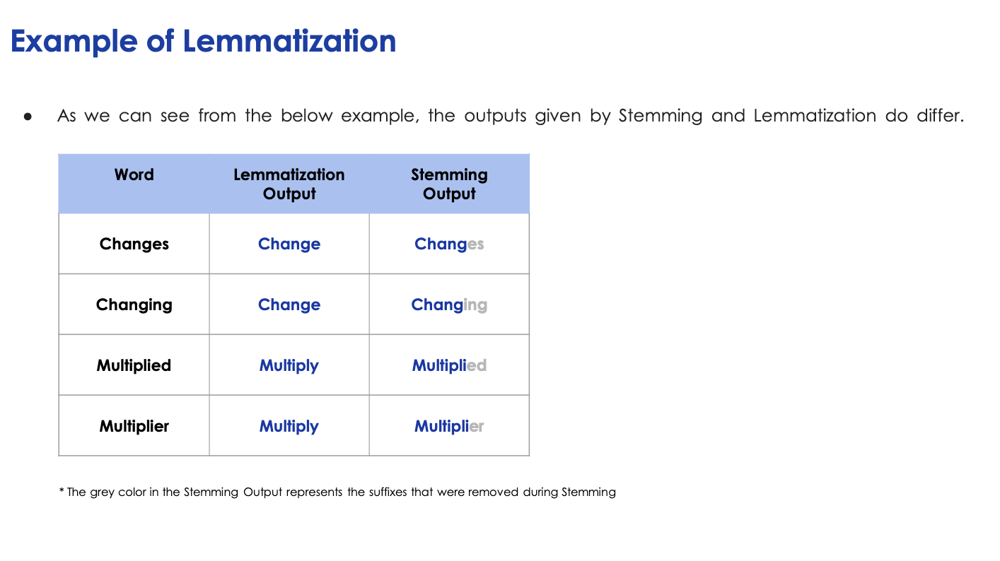 Example of Lemmatization
● As we can see from the below example, the outputs given by Stemming and Lemmatization do differ.
Word Lemmatization Output Stemming Output
Changes Change Changes
Changing Change Changing
Multiplied Multiply Multiplied
Multiplier Multiply Multiplier
* The grey color in the Stemming Output represents the suffixes that were removed during Stemming